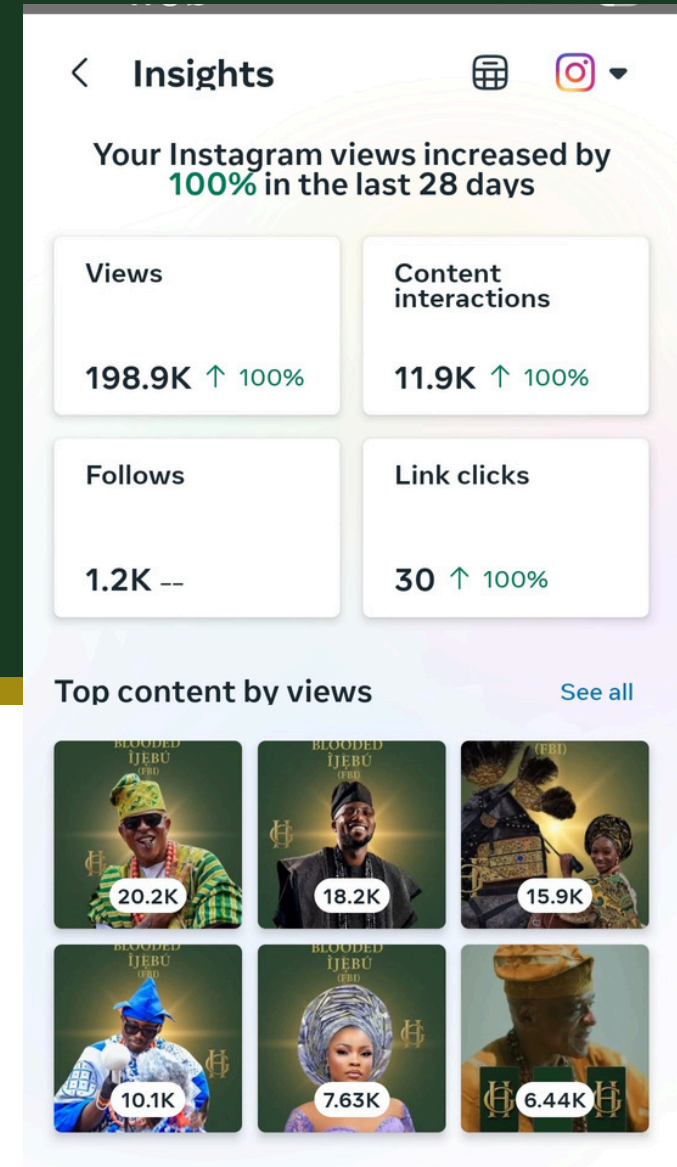 Insights
Your Instagram views increased by
100% in the last 28 days
Views
Content
interactions
198.9K ↑ 100%
11.9K ↑ 100%
Follows
Link clicks
1.2K --
30 ↑ 100%
Top content by views
See all
BLOODED
ÌJẸ̀BÚ
(FBI)
20.2K
BLOODED
ÌJẸ̀BÚ
(FBI)
18.2K
(FBI)
15.9K
BLOODED
ÌJẸ̀BÚ
(FBI)
10.1K
BLOODED
ÌJẸ̀BÚ
(FBI)
7.63K
6.44K